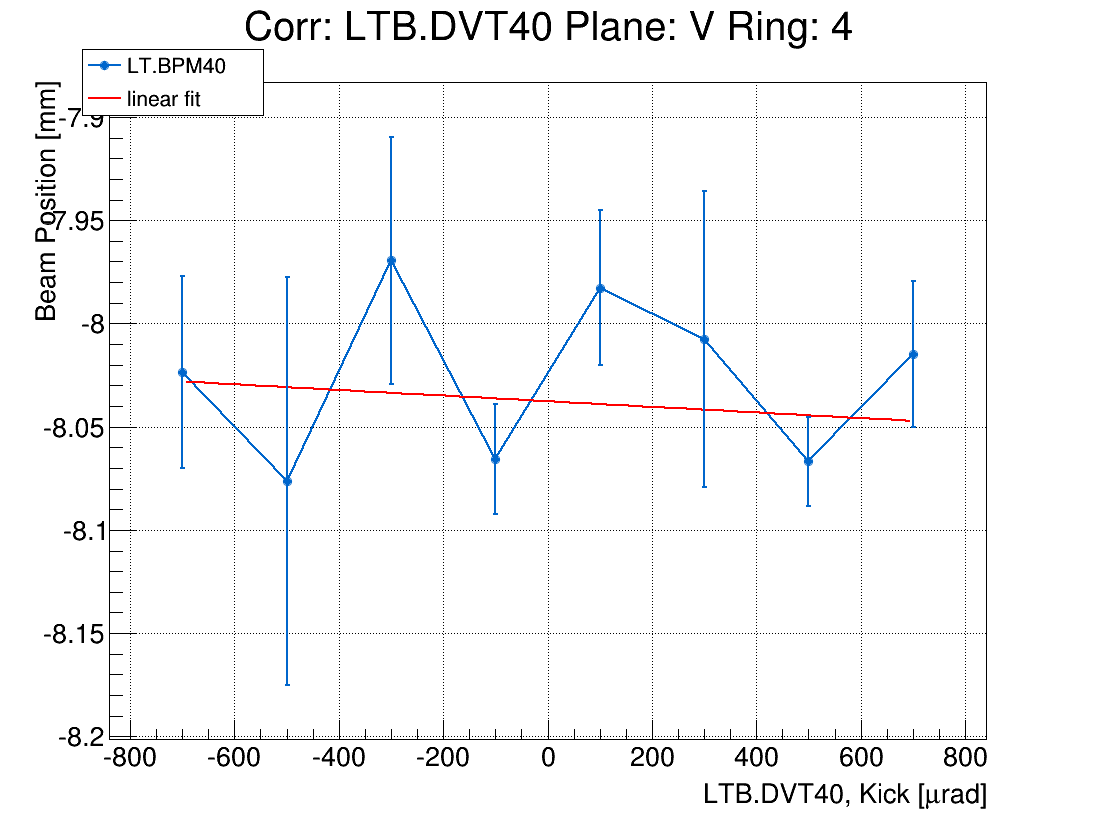 Corr: LTB.DVT40 Plane: V Ring: 4
LT.BPM40
linear fit
Beam Position [mm]
-7.9
-7.95
-8
-8.05
-8.1
-8.15
-8.2
-800 -600 -400 -200 0 200 400 600 800
LTB.DVT40, Kick [μrad]